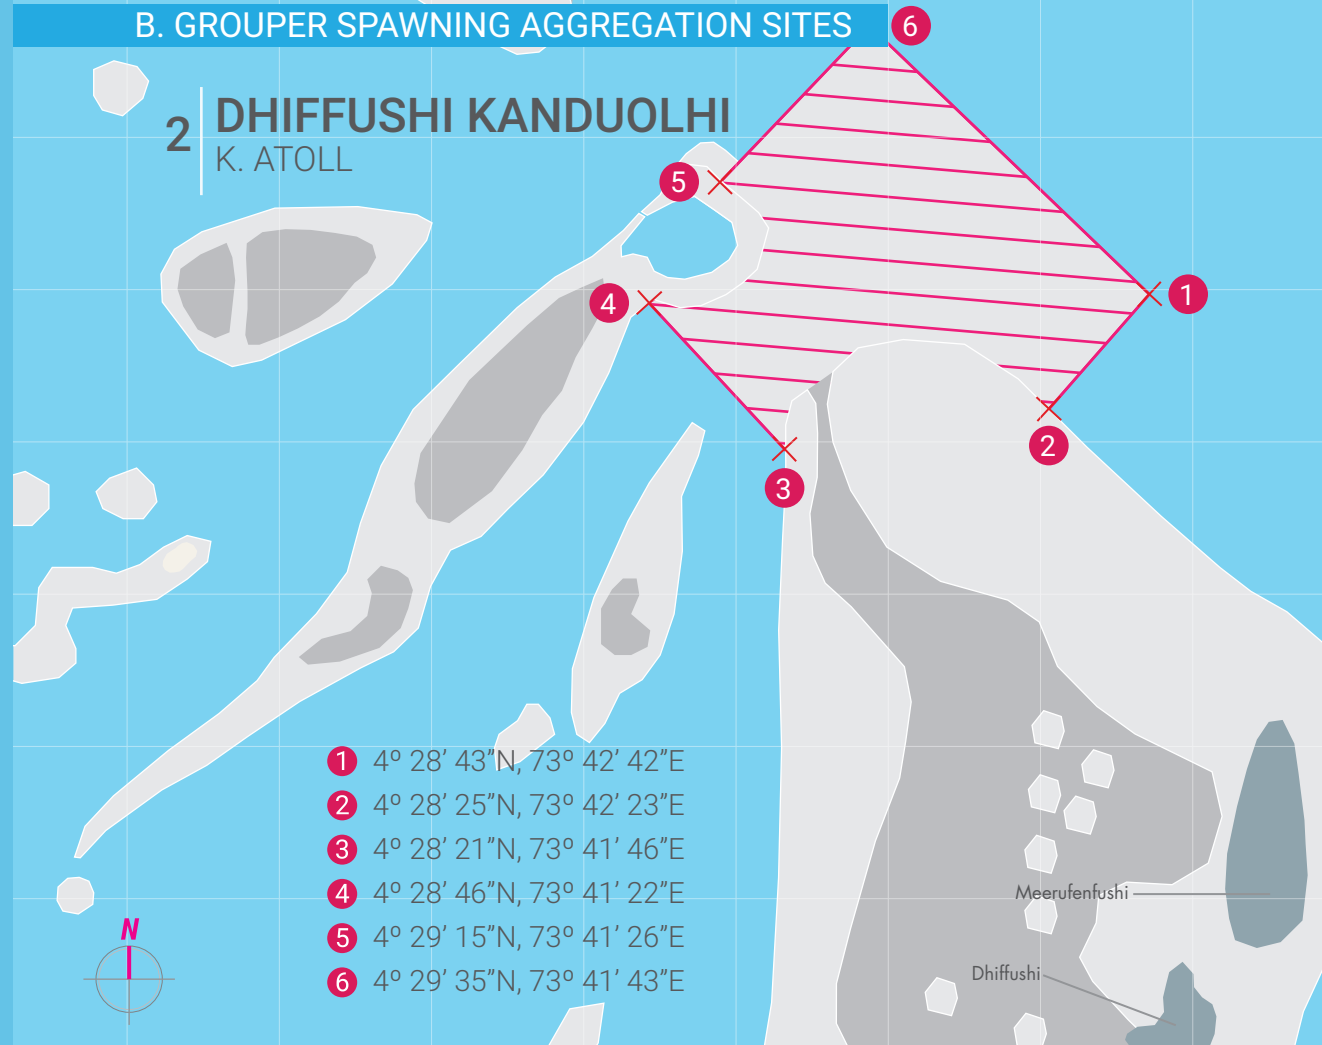 B. GROUPER SPAWNING AGGREGATION SITES
6
2
DHIFFUSHI KANDUOLHI
K. ATOLL
5
1
4
2
3
1 4º 28’ 43”N, 73º 42’ 42”E
2 4º 28’ 25”N, 73º 42’ 23”E
3 4º 28’ 21”N, 73º 41’ 46”E
4 4º 28’ 46”N, 73º 41’ 22”E
5 4º 29’ 15”N, 73º 41’ 26”E
6 4º 29’ 35”N, 73º 41’ 43”E
Meerufenfushi
N
Dhiffushi